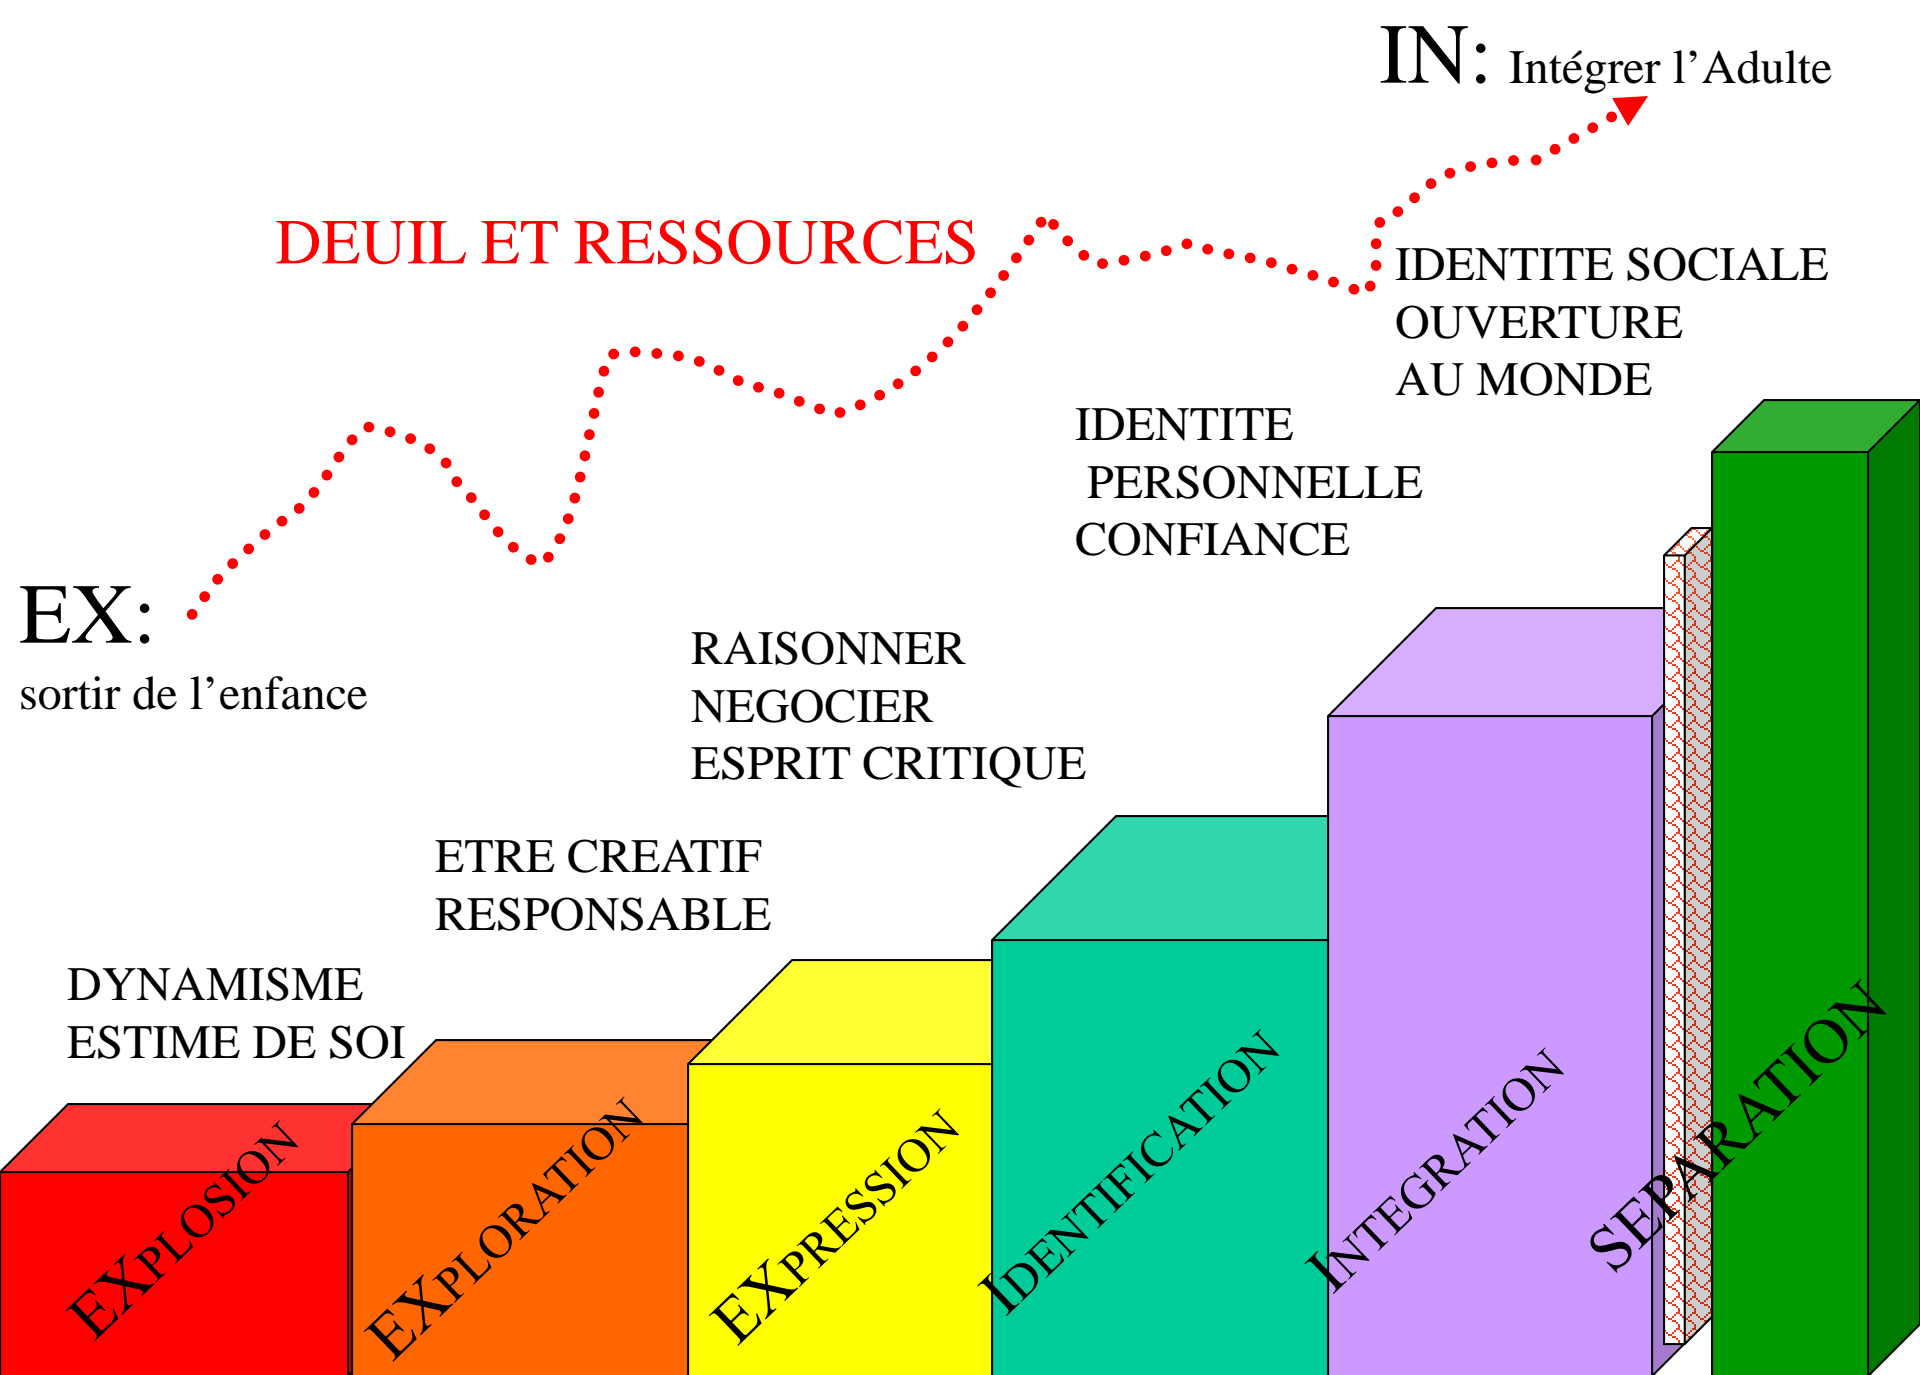 IN: Intégrer l’Adulte
DEUIL ET RESSOURCES
IDENTITE SOCIALE
OUVERTURE
AU MONDE
IDENTITE
PERSONNELLE
CONFIANCE
EX:
sortir de l’enfance
RAISONNER
NEGOCIER
ESPRIT CRITIQUE
ETRE CREATIF
RESPONSABLE
DYNAMISME
ESTIME DE SOI
EXPLOSION
EXPLORATION
EXPRESSION
IDENTIFICATION
INTEGRATION
SEPARATION